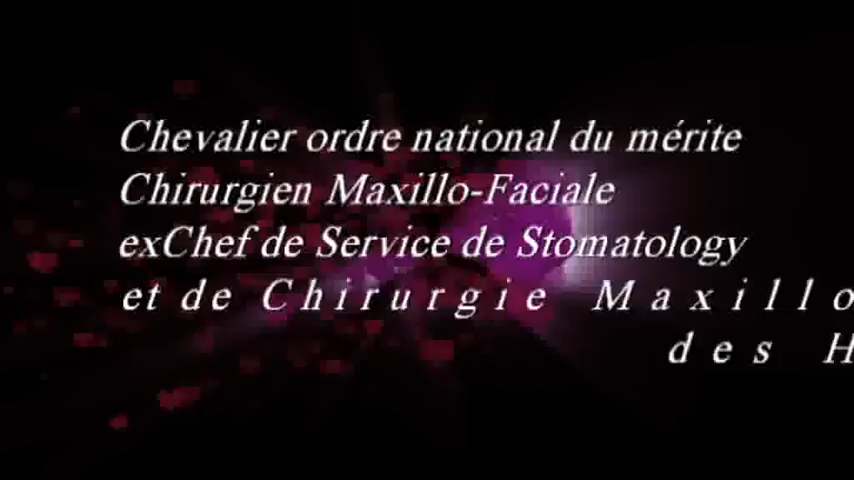 Chevalier ordre national du mérite
Chirurgien Maxillo-Faciale
exChef de Service de Stomatology
et de Chirurgie Maxillo
des H